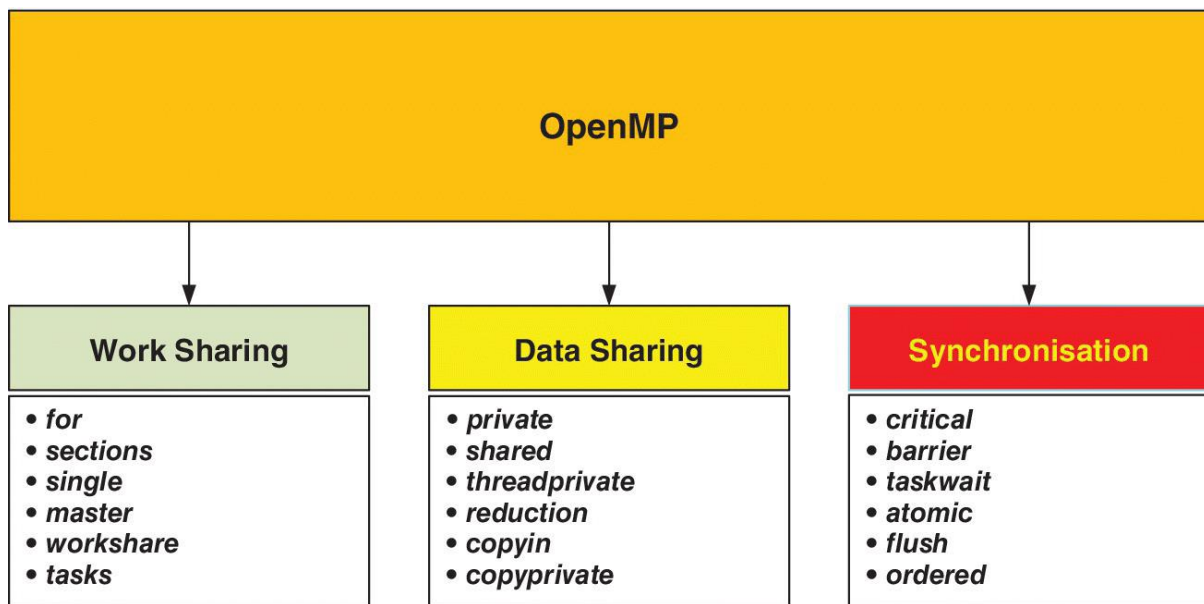 OpenMP
Work Sharing
• for
• sections
• single
• master
• workshare
• tasks
Data Sharing
• private
• shared
• threadprivate
• reduction
• copyin
• copyprivate
Synchronisation
• critical
• barrier
• taskwait
• atomic
• flush
• ordered